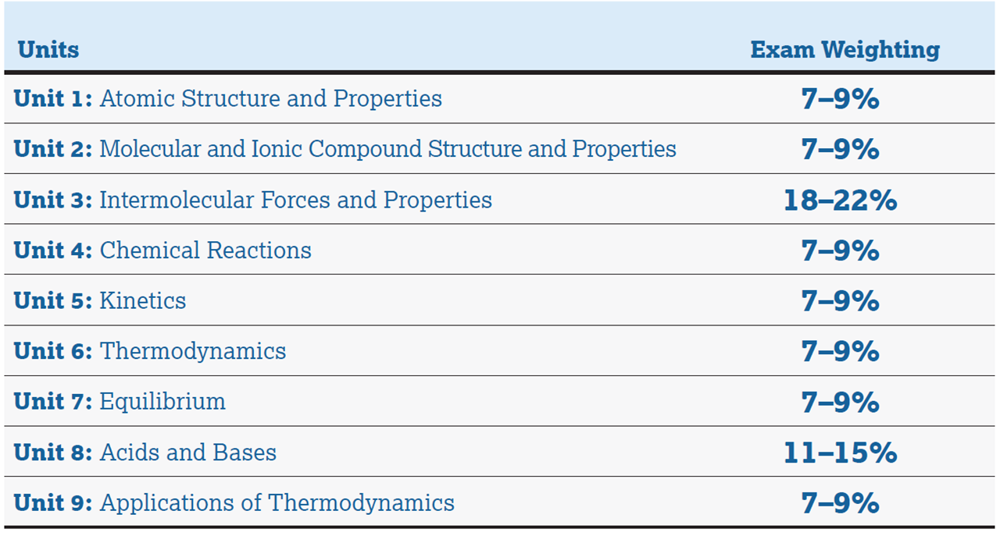 Units Exam Weighting
Unit 1: Atomic Structure and Properties 7–9%
Unit 2: Molecular and Ionic Compound Structure and Properties 7–9%
Unit 3: Intermolecular Forces and Properties 18–22%
Unit 4: Chemical Reactions 7–9%
Unit 5: Kinetics 7–9%
Unit 6: Thermodynamics 7–9%
Unit 7: Equilibrium 7–9%
Unit 8: Acids and Bases 11–15%
Unit 9: Applications of Thermodynamics 7–9%